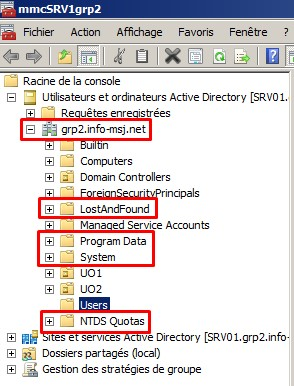 mmcSRV1grp2
Fichier Action Affichage Favoris Fenêtre
Racine de la console
Utilisateurs et ordinateurs Active Directory [SRV01.
Requêtes enregistrées
grp2.info-msj.net
Builtin
Computers
Domain Controllers
ForeignSecurityPrincipals
LostAndFound
Managed Service Accounts
Program Data
System
UO1
UO2
Users
NTDS Quotas
Sites et services Active Directory [SRV01.grp2.info-
Dossiers partagés (local)
Gestion des stratégies de groupe